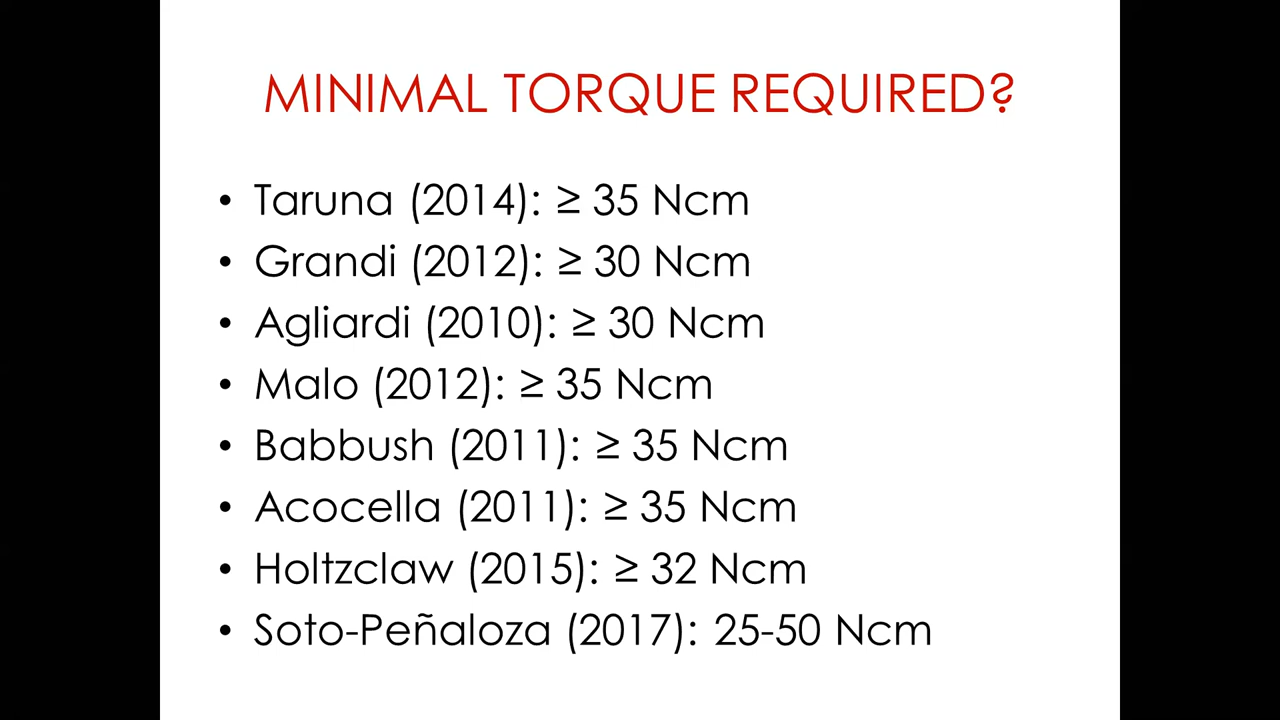 MINIMAL TORQUE REQUIRED?
• Taruna (2014): ≥ 35 Ncm
• Grandi (2012): ≥ 30 Ncm
• Agliardi (2010): ≥ 30 Ncm
• Malo (2012): ≥ 35 Ncm
• Babbush (2011): ≥ 35 Ncm
• Acocella (2011): ≥ 35 Ncm
• Holtzclaw (2015): ≥ 32 Ncm
• Soto-Peñaloza (2017): 25-50 Ncm